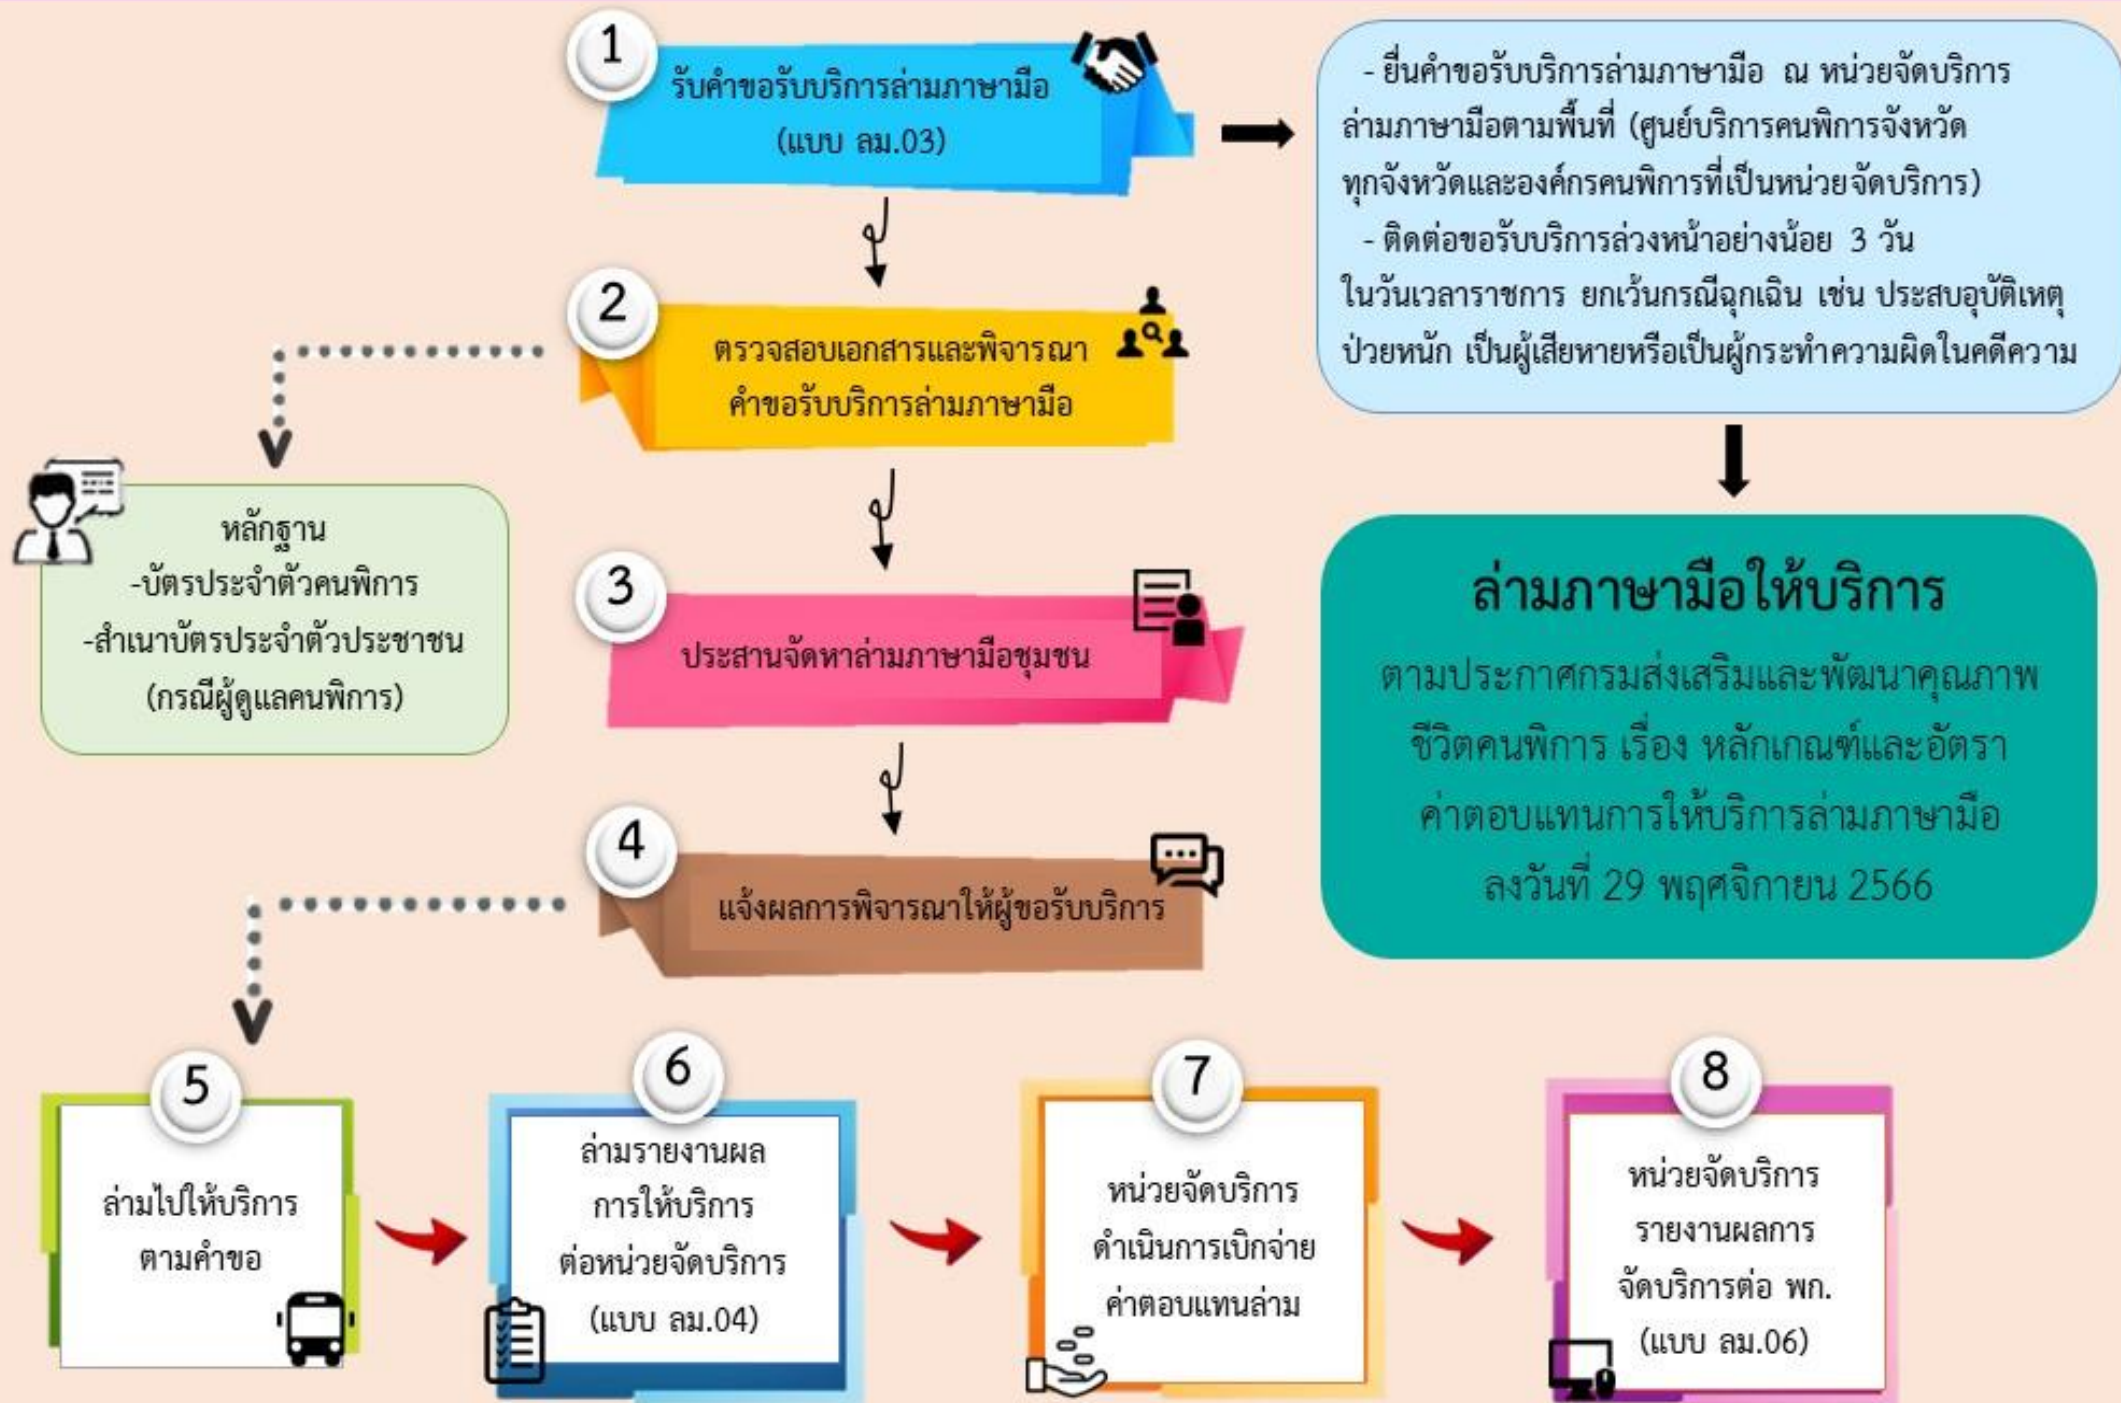 1
รับคำขอรับบริการล่ามภาษามือ
(แบบ ลม.03)
- ยื่นคำขอรับบริการล่ามภาษามือ ณ หน่วยจัดบริการ
ล่ามภาษามือตามพื้นที่ (ศูนย์บริการคนพิการจังหวัด
ทุกจังหวัดและองค์กรคนพิการที่เป็นหน่วยจัดบริการ)
- ติดต่อขอรับบริการล่วงหน้าอย่างน้อย 3 วัน
ในวันเวลาราชการ ยกเว้นกรณีฉุกเฉิน เช่น ประสบอุบัติเหตุ
ป่วยหนัก เป็นผู้เสียหายหรือเป็นผู้กระทำความผิดในคดีความ
2
ตรวจสอบเอกสารและพิจารณา
คำขอรับบริการล่ามภาษามือ
หลักฐาน
-บัตรประจำตัวคนพิการ
-สำเนาบัตรประจำตัวประชาชน
(กรณีผู้ดูแลคนพิการ)
3
ประสานจัดหาล่ามภาษามือชุมชน
ล่ามภาษามือให้บริการ
ตามประกาศกรมส่งเสริมและพัฒนาคุณภาพ
ชีวิตคนพิการ เรื่อง หลักเกณฑ์และอัตรา
ค่าตอบแทนการให้บริการล่ามภาษามือ
ลงวันที่ 29 พฤศจิกายน 2566
4
แจ้งผลการพิจารณาให้ผู้ขอรับบริการ
5
ล่ามไปให้บริการ
ตามคำขอ
6
ล่ามรายงานผล
การให้บริการ
ต่อหน่วยจัดบริการ
(แบบ ลม.04)
7
หน่วยจัดบริการ
ดำเนินการเบิกจ่าย
ค่าตอบแทนล่าม
8
หน่วยจัดบริการ
รายงานผลการ
จัดบริการต่อ พก.
(แบบ ลม.06)